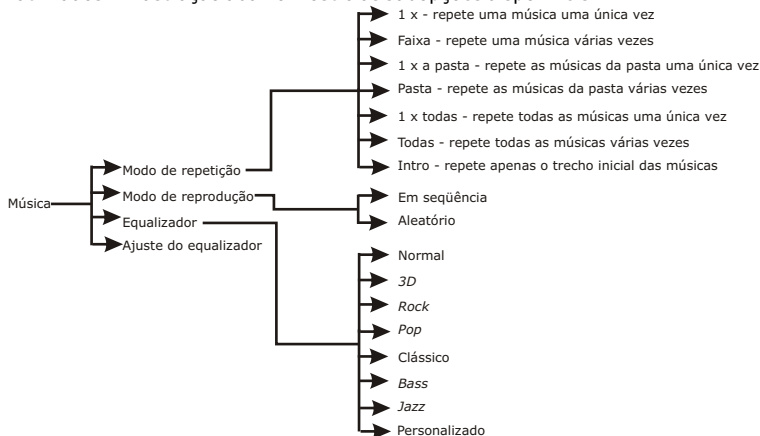 1 x - repete uma música uma única vez
Faixa - repete uma música várias vezes
1 x a pasta - repete as músicas da pasta uma única vez
Pasta - repete as músicas da pasta várias vezes
1 x todas - repete todas as músicas uma única vez
Todas - repete todas as músicas várias vezes
Intro - repete apenas o trecho inicial das músicas
Música
Modo de repetição
Modo de reprodução
Equalizador
Ajuste do equalizador
Em seqüência
Aleatório
Normal
3D
Rock
Pop
Clássico
Bass
Jazz
Personalizado